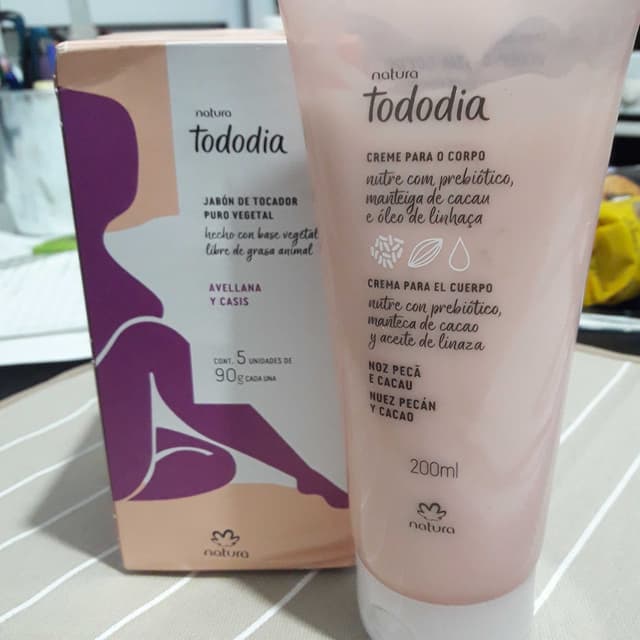 natura
Tododia
JABÓN DE TOCADOR
PURO VEGETAL
hecho con base vegetal
libre de grasa animal
AVELLANA
Y CASIS
CONT. 5 UNIDADES DE
90g CADA UNA
natura
natura
Tododia
CREME PARA O CORPO
nutre com prebiótico,
manteiga de cacau
e óleo de linhaça
CREMA PARA EL CUERPO
nutre con prebiótico,
manteca de cacao
y aceite de linaza
NOZ PECÃ
E CACAU
NUEZ PECÁN
Y CACAO
200ml
natura